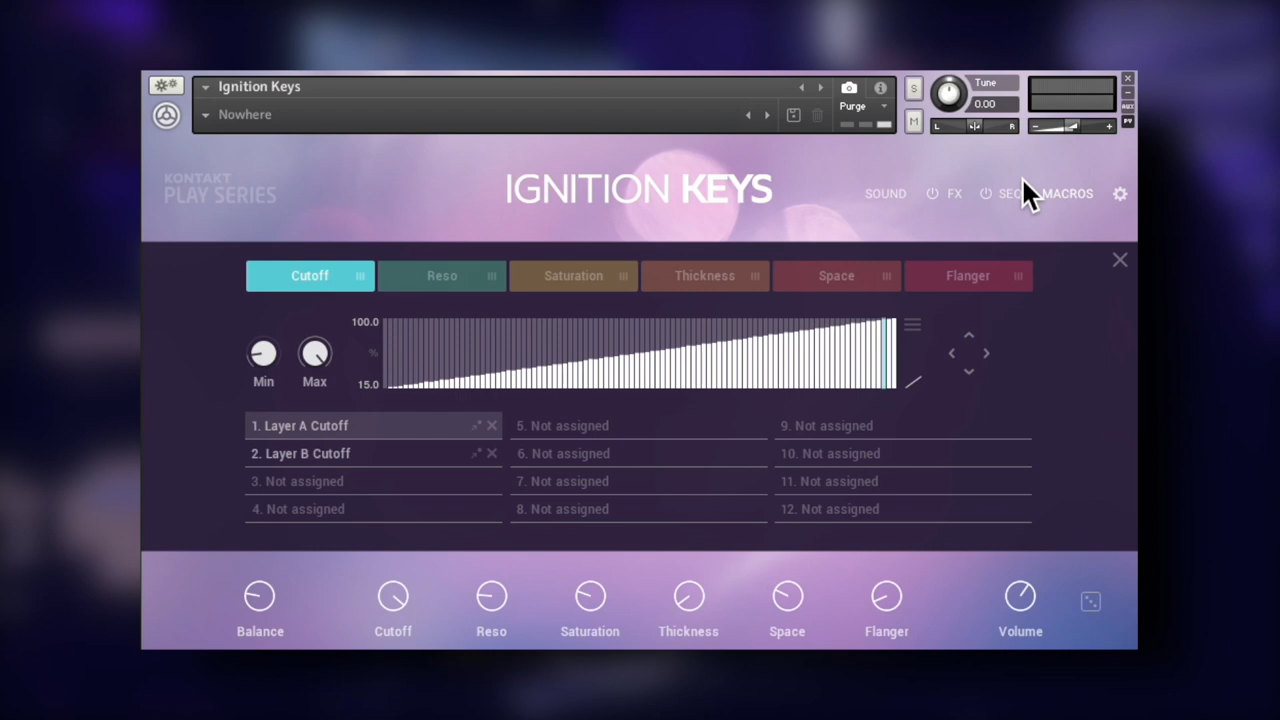 Ignition Keys
Nowhere
Purge
S
M
Tune
0.00
L R
- +
AUX
PV
KONTAKT
PLAY SERIES
IGNITION KEYS
SOUND FX SEQ MACROS
Cutoff Reso Saturation Thickness Space Flanger
100.0
%
15.0
Min Max
1. Layer A Cutoff 5. Not assigned 9. Not assigned
2. Layer B Cutoff 6. Not assigned 10. Not assigned
3. Not assigned 7. Not assigned 11. Not assigned
4. Not assigned 8. Not assigned 12. Not assigned
Balance Cutoff Reso Saturation Thickness Space Flanger Volume